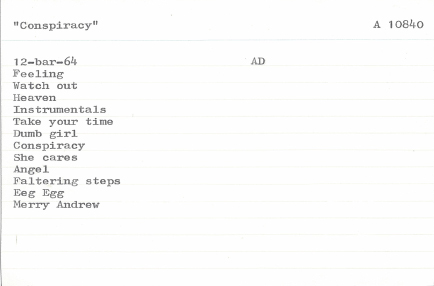 "Conspiracy" A 10840
12-bar-64 AD
Feeling
Watch out
Heaven
Instrumentals
Take your time
Dumb girl
Conspiracy
She cares
Angel
Faltering steps
Eeg Egg
Merry Andrew